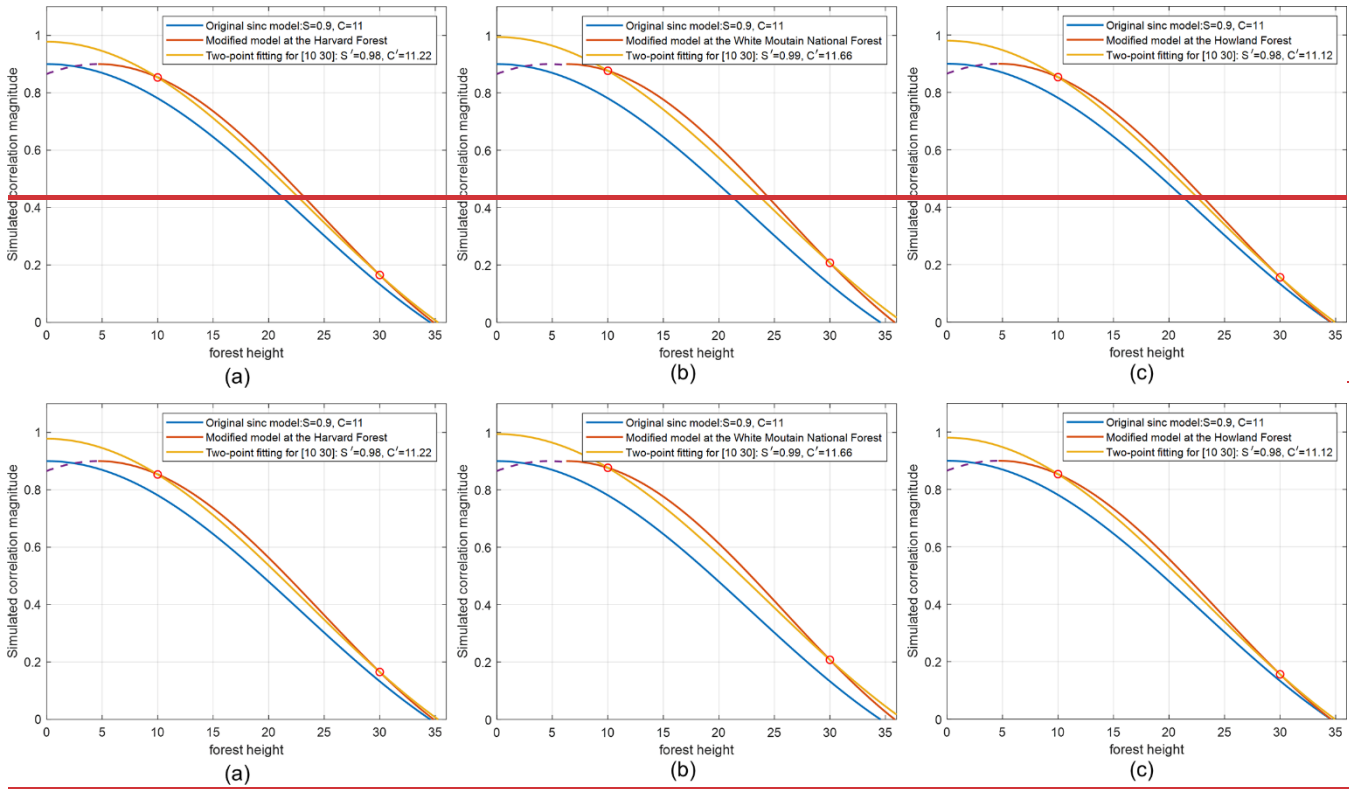 Original sinc model:S=0.9, C=11
Modified model at the Harvard Forest
Two-point fitting for [10 30]: S′=0.98, C′=11.22
Simulated correlation magnitude
1
0.8
0.6
0.4
0.2
0
0 5 10 15 20 25 30 35
forest height
(a)
Original sinc model:S=0.9, C=11
Modified model at the White Moutain National Forest
Two-point fitting for [10 30]: S′=0.99, C′=11.66
Simulated correlation magnitude
1
0.8
0.6
0.4
0.2
0
0 5 10 15 20 25 30 35
forest height
(b)
Original sinc model:S=0.9, C=11
Modified model at the Howland Forest
Two-point fitting for [10 30]: S′=0.98, C′=11.12
Simulated correlation magnitude
1
0.8
0.6
0.4
0.2
0
0 5 10 15 20 25 30 35
forest height
(c)
Original sinc model:S=0.9, C=11
Modified model at the Harvard Forest
Two-point fitting for [10 30]: S′=0.98, C′=11.22
Simulated correlation magnitude
1
0.8
0.6
0.4
0.2
0
0 5 10 15 20 25 30 35
forest height
(a)
Original sinc model:S=0.9, C=11
Modified model at the White Moutain National Forest
Two-point fitting for [10 30]: S′=0.99, C′=11.66
Simulated correlation magnitude
1
0.8
0.6
0.4
0.2
0
0 5 10 15 20 25 30 35
forest height
(b)
Original sinc model:S=0.9, C=11
Modified model at the Howland Forest
Two-point fitting for [10 30]: S′=0.98, C′=11.12
Simulated correlation magnitude
1
0.8
0.6
0.4
0.2
0
0 5 10 15 20 25 30 35
forest height
(c)